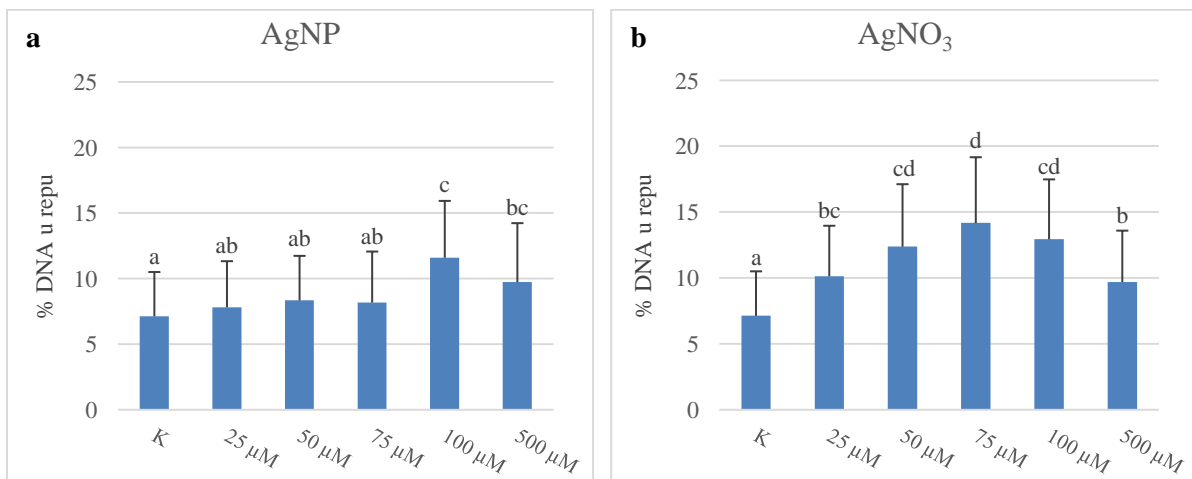 a
AgNP
% DNA u repu
25
20
15
10
5
0
a
ab
ab
ab
c
bc
K
25 µM
50 µM
75 µM
100 µM
500 µM
b
AgNO₃
% DNA u repu
25
20
15
10
5
0
a
bc
cd
d
cd
b
K
25 µM
50 µM
75 µM
100 µM
500 µM